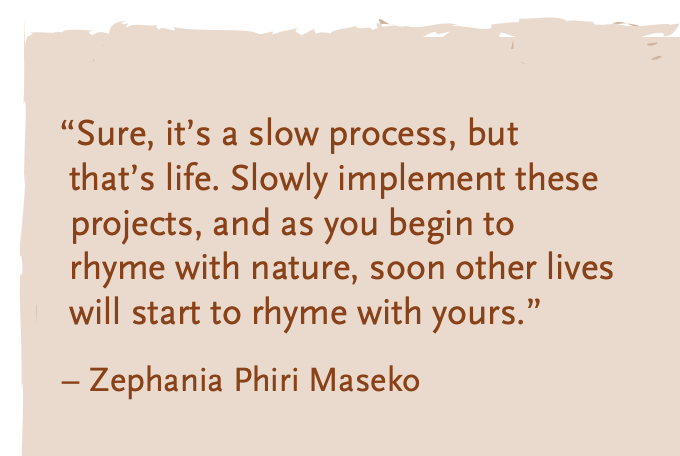 “Sure, it’s a slow process, but
that’s life. Slowly implement these
projects, and as you begin to
rhyme with nature, soon other lives
will start to rhyme with yours.”
– Zephania Phiri Maseko